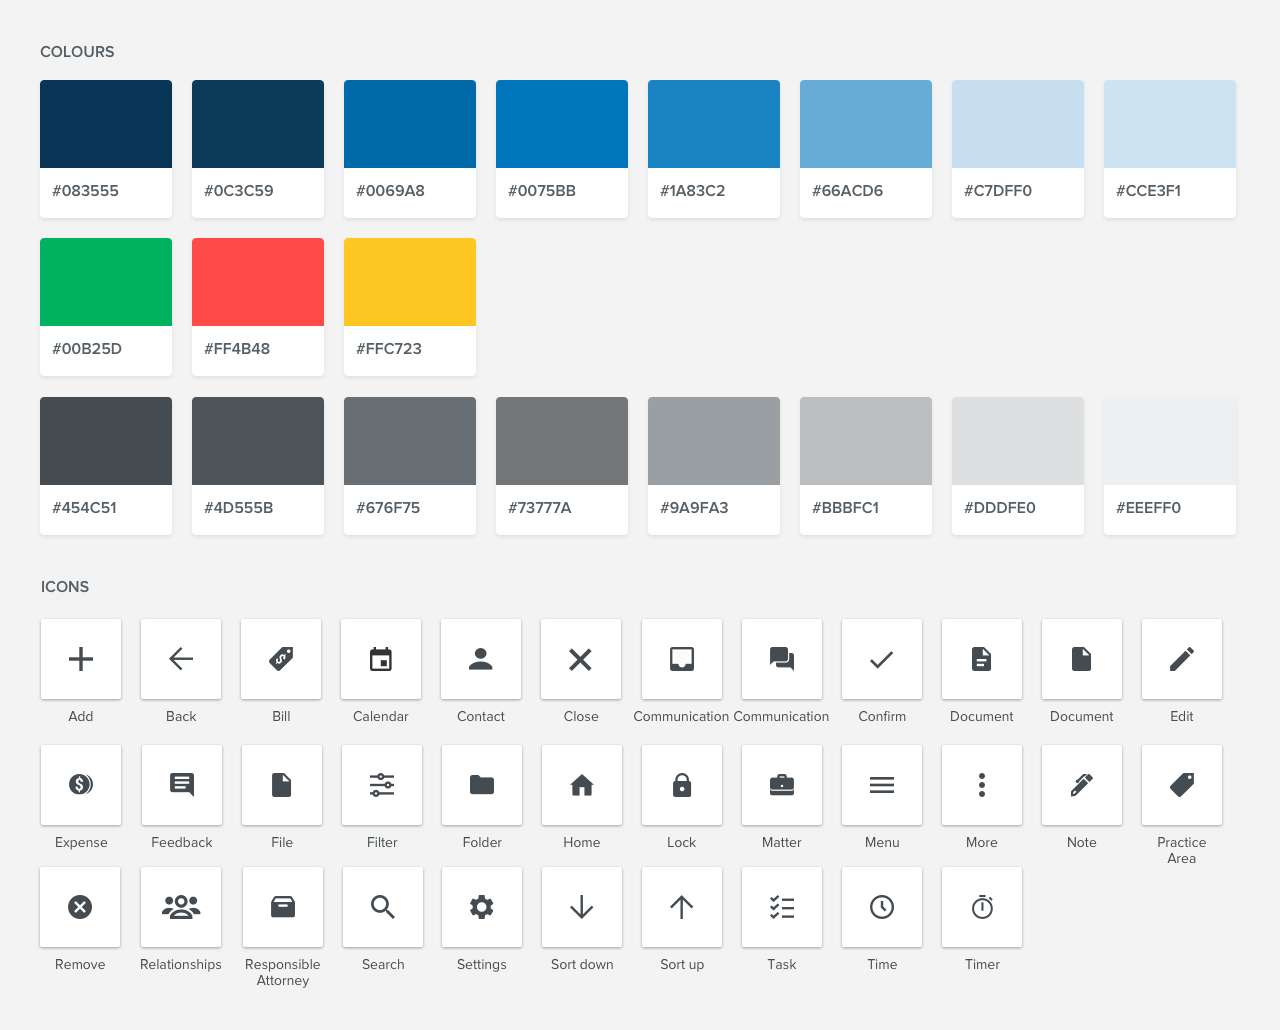 COLOURS
#083555 #0C3C59 #0069A8 #0075BB #1A83C2 #66ACD6 #C7DFF0 #CCE3F1
#00B25D #FF4B48 #FFC723
#454C51 #4D555B #676F75 #73777A #9A9FA3 #BBBFC1 #DDDFE0 #EEEFF0
ICONS
Add Back Bill Calendar Contact Close Communication Communication Confirm Document Document Edit
Expense Feedback File Filter Folder Home Lock Matter Menu More Note Practice
Area
Remove Relationships Responsible Search Settings Sort down Sort up Task Time Timer
Attorney